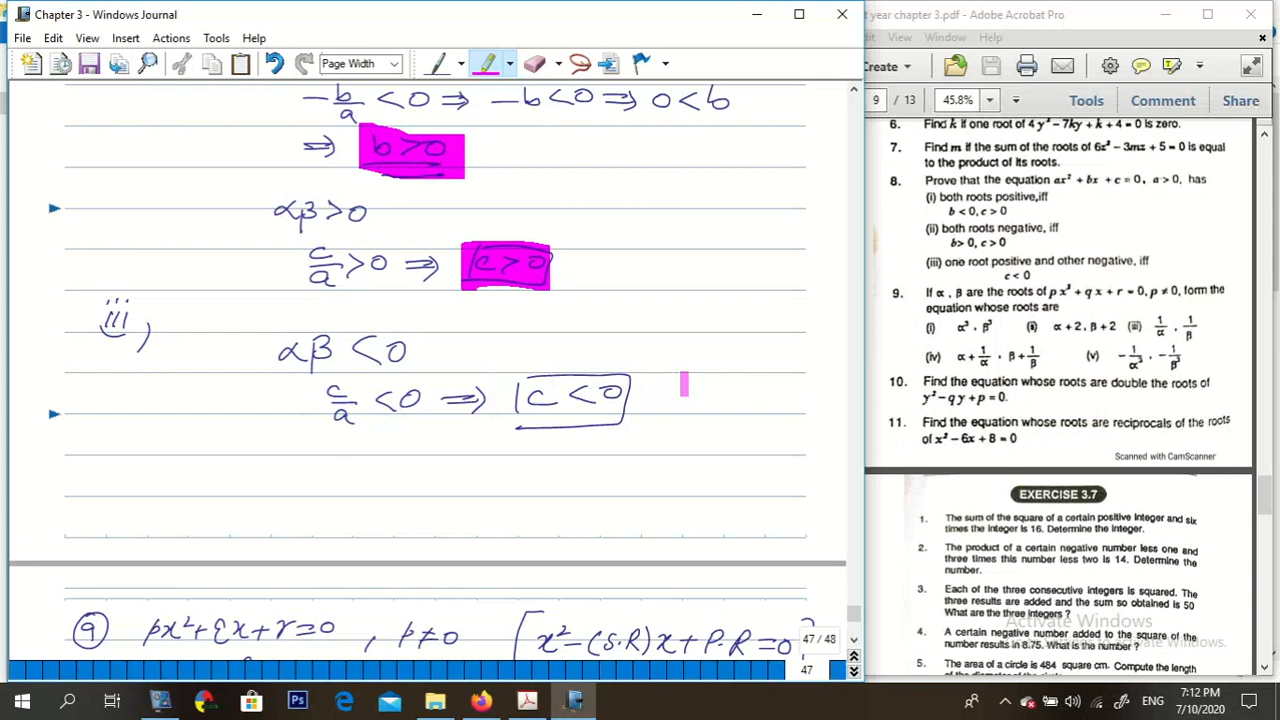 Chapter 3 - Windows Journal
File Edit View Insert Actions Tools Help
Page Width
-b/a < 0 ⇒ -b < 0 ⇒ 0 < b
⇒ b > 0
αβ > 0
c/a > 0 ⇒ c > 0
iii)
αβ < 0
c/a < 0 ⇒ c < 0
⑨ px² + qx + r = 0 , p ≠ 0 [x² - (S.R)x + P.R = 0
47 / 48
47
t year chapter 3.pdf - Adobe Acrobat Pro
dit View Window Help
Create
9 / 13 45.8% Tools Comment Share
6. Find k if one root of 4 y² - 7ky + k + 4 = 0 is zero.
7. Find m if the sum of the roots of 6x² - 3mx + 5 = 0 is equal
to the product of its roots.
8. Prove that the equation ax² + bx + c = 0, a > 0, has
(i) both roots positive,iff
b < 0, c > 0
(ii) both roots negative, iff
b> 0, c > 0
(iii) one root positive and other negative, iff
c < 0
9. If α , β are the roots of p x² + q x + r = 0, p ≠ 0, form the
equation whose roots are
(i) α³ , β³ (ii) α + 2, β + 2 (iii) 1/α , 1/β
(iv) α + 1/α , β + 1/β (v) -1/α³ , -1/β³
10. Find the equation whose roots are double the roots of
y² - q y + p = 0.
11. Find the equation whose roots are reciprocals of the roots
of x² - 6x + 8 = 0
Scanned with CamScanner
EXERCISE 3.7
1. The sum of the square of a certain positive integer and six
times the integer is 16. Determine the integer.
2. The product of a certain negative number less one and
three times this number less two is 14. Determine the
number.
3. Each of the three consecutive integers is squared. The
three results are added and the sum so obtained is 50
What are the three integers ?
4. A certain negative number added to the square of the
number results in 8.75. What is the number ?
5. The area of a circle is 484 square cm. Compute the length
Activate Windows
ENG
7:12 PM
7/10/2020